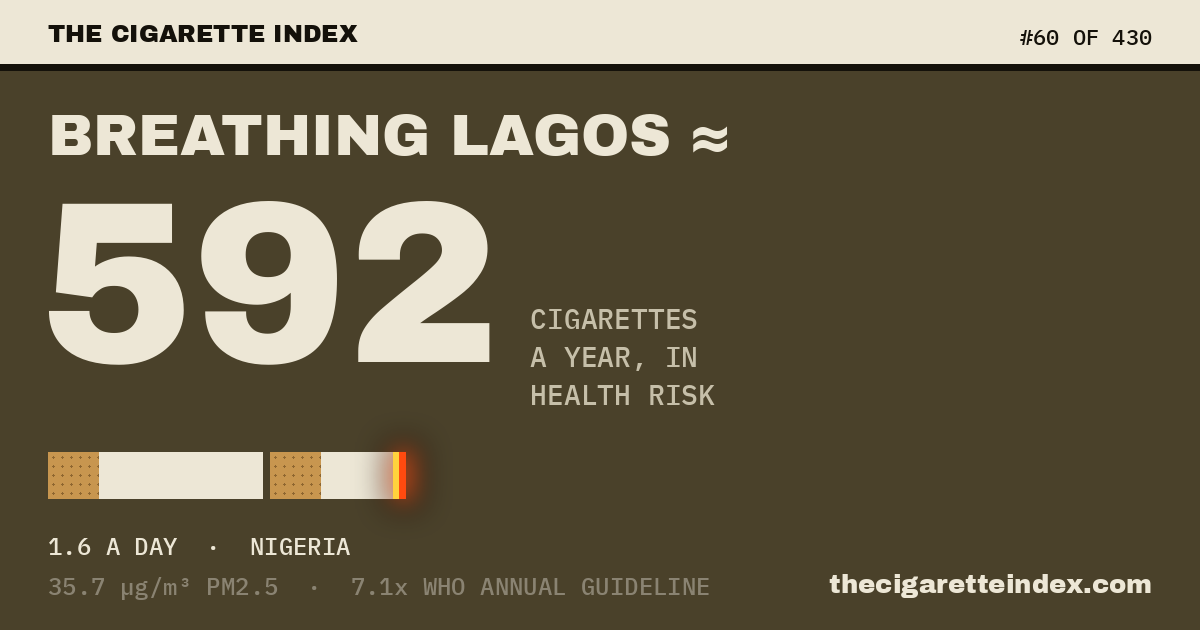 THE CIGARETTE INDEX
#60 OF 430
BREATHING LAGOS ≈
592
CIGARETTES
A YEAR, IN
HEALTH RISK
1.6 A DAY · NIGERIA
35.7 µg/m³ PM2.5 · 7.1x WHO ANNUAL GUIDELINE
thecigaretteindex.com